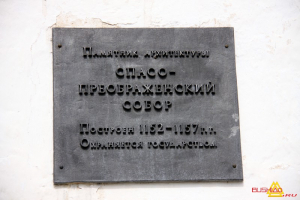 Памятник архитектуры
СПАСО-
ПРЕОБРАЖЕНСКИЙ
СОБОР
Построен 1152-1157 г.г.
Охраняется государством.